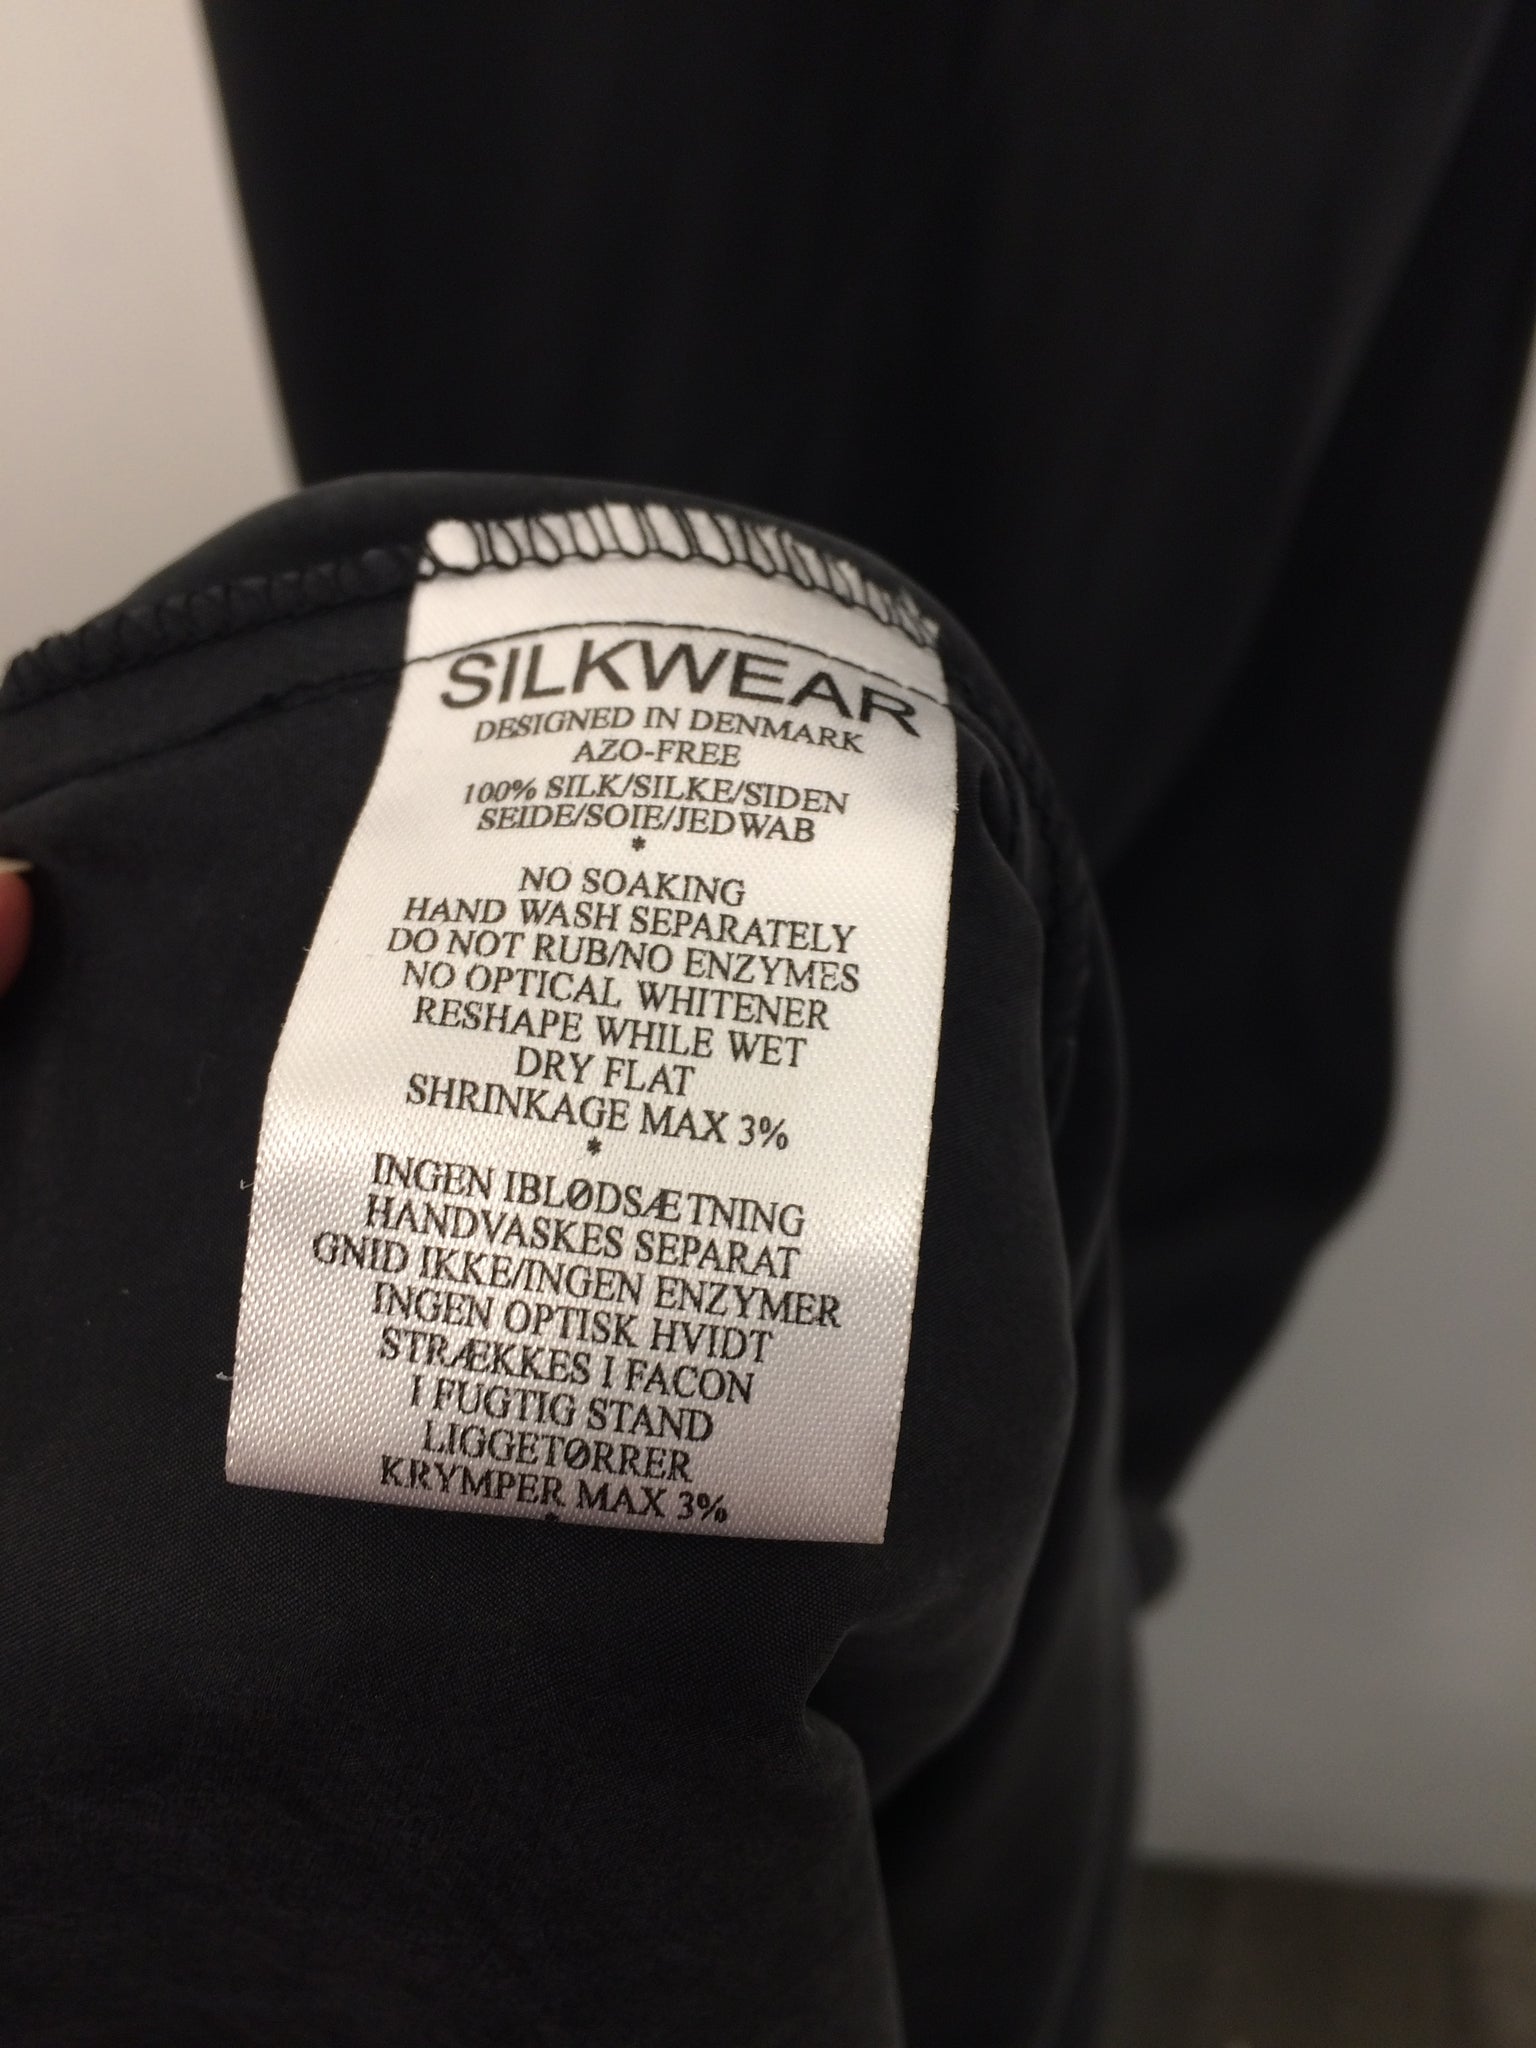 SILKWEAR
DESIGNED IN DENMARK
AZO-FREE
100% SILK/SILKE/SIDEN
SEIDE/SOIE/JEDWAB
*
NO SOAKING
HAND WASH SEPARATELY
DO NOT RUB/NO ENZYMES
NO OPTICAL WHITENER
RESHAPE WHILE WET
DRY FLAT
SHRINKAGE MAX 3%
*
INGEN IBLØDSÆTNING
HANDVASKES SEPARAT
GNID IKKE/INGEN ENZYMER
INGEN OPTISK HVIDT
STRÆKKES I FACON
I FUGTIG STAND
LIGGETØRRER
KRYMPER MAX 3%
*